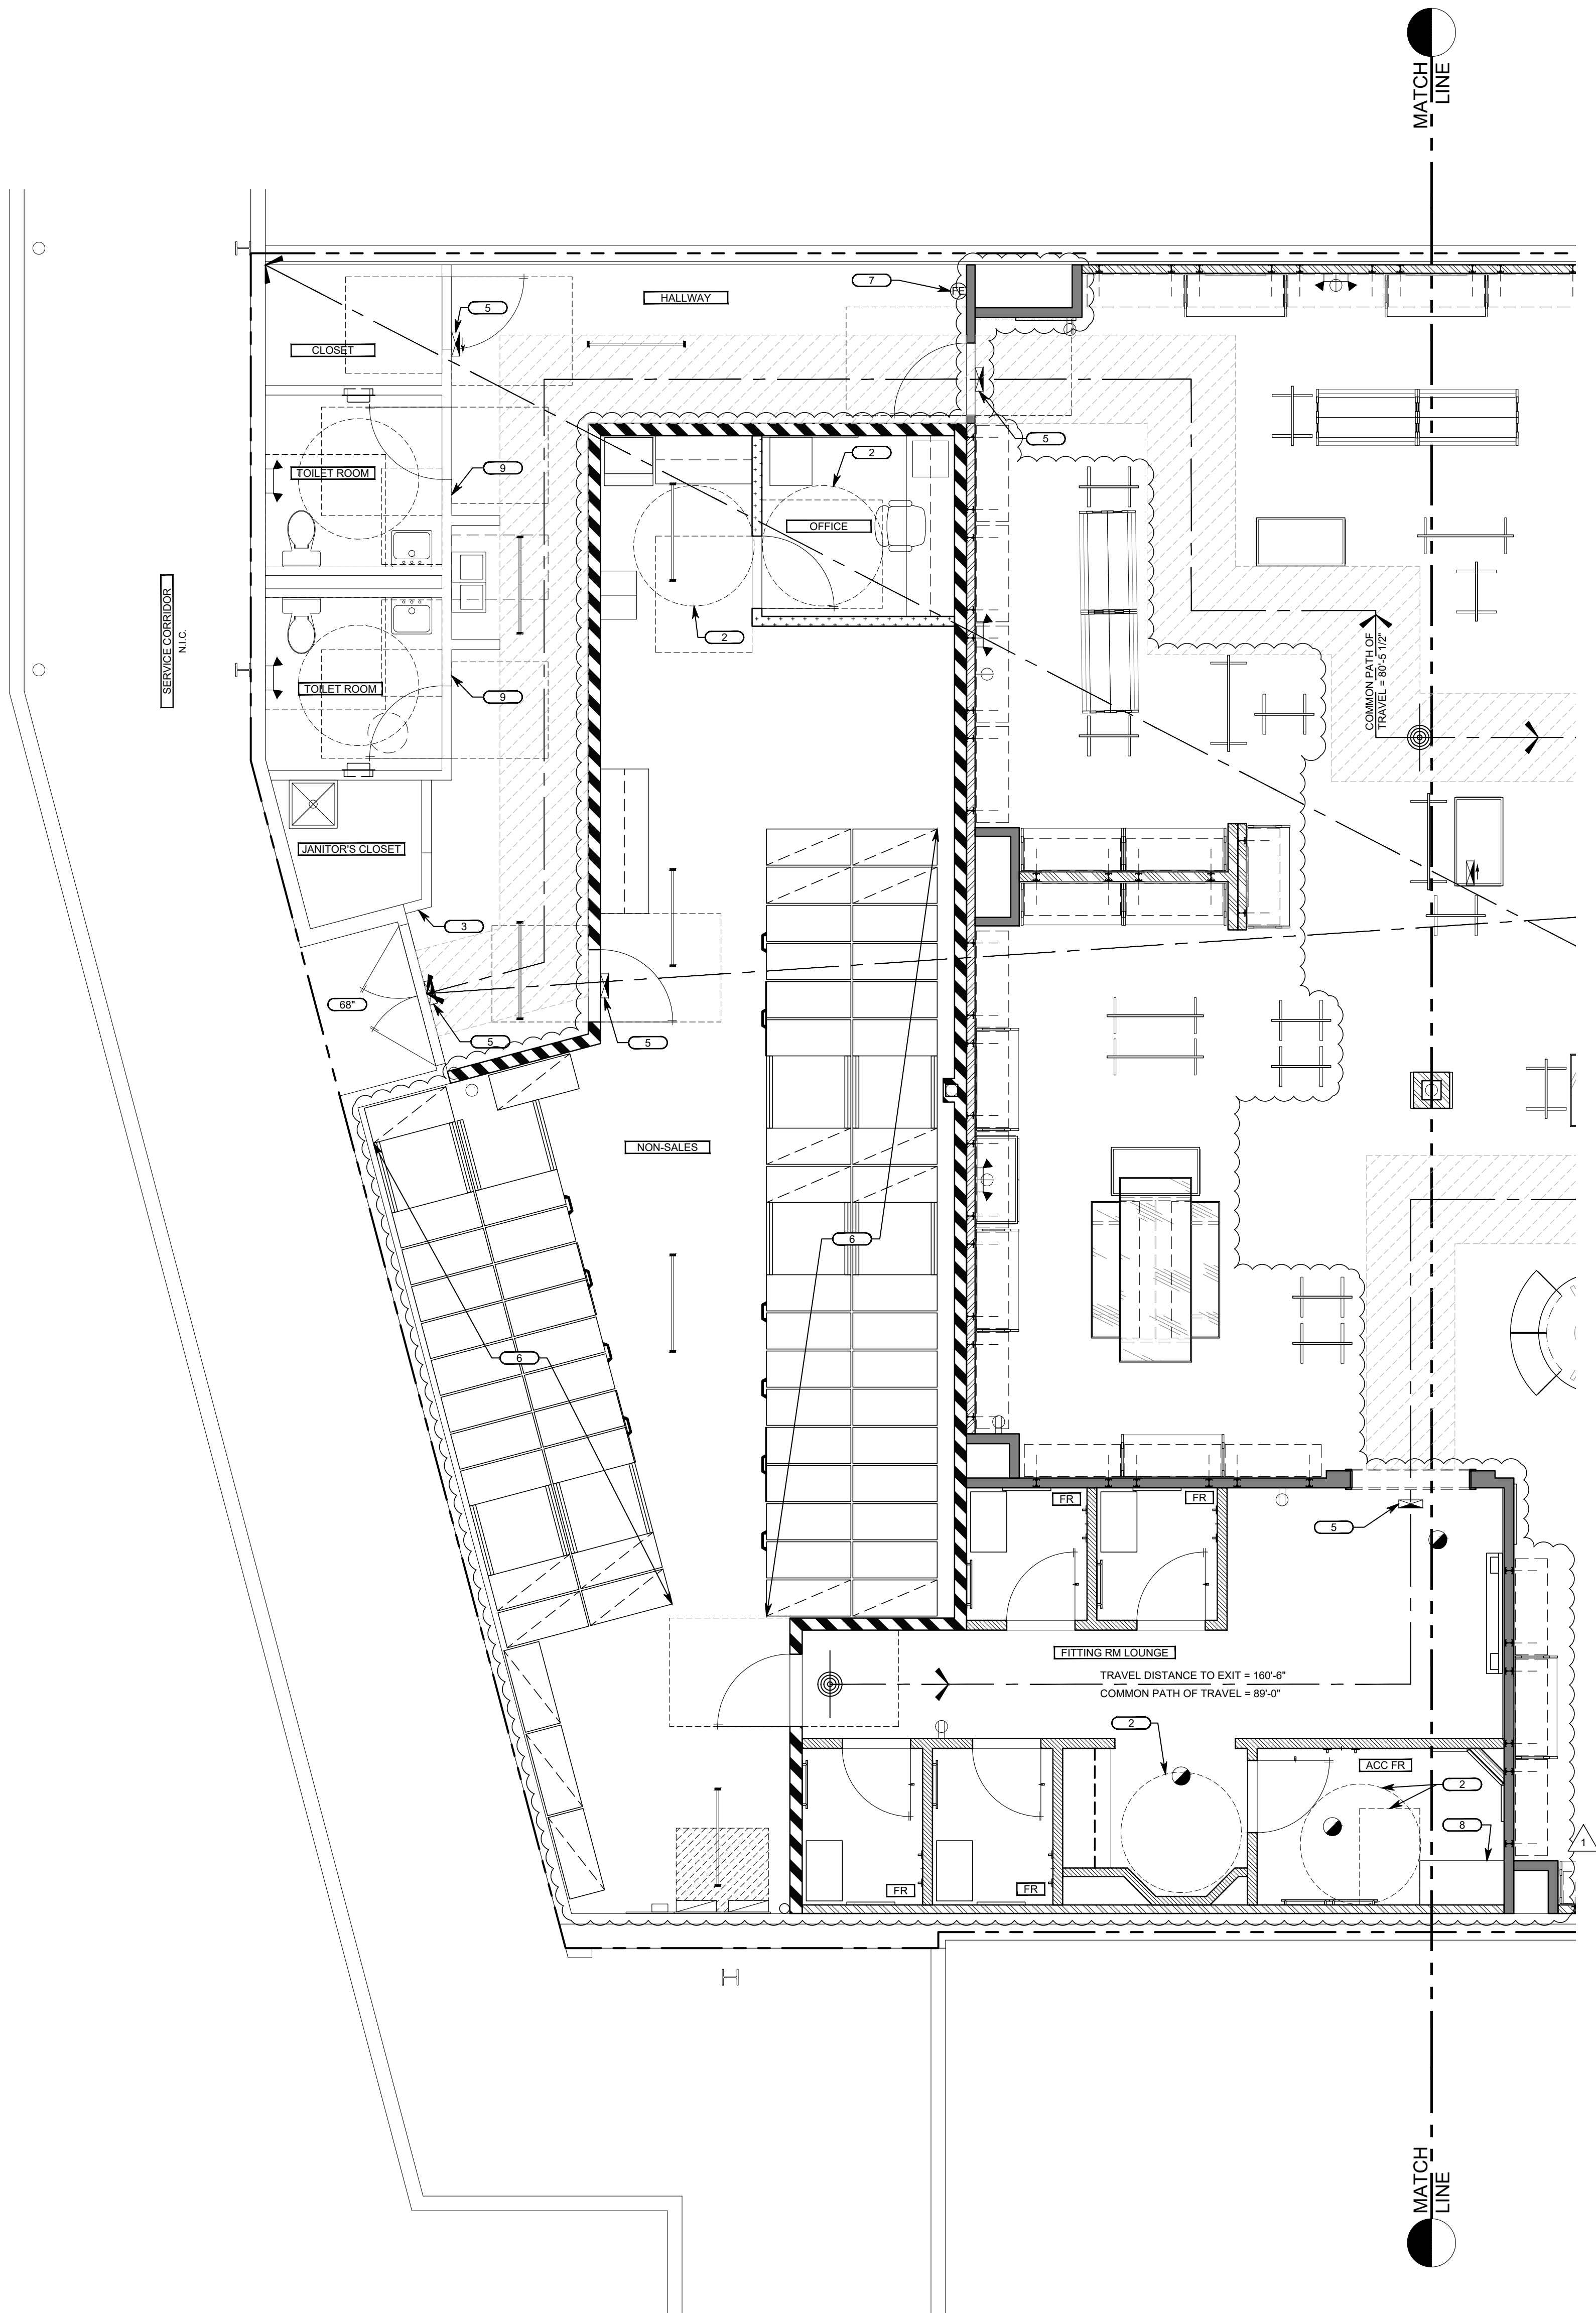 MATCH
LINE
7
FE
HALLWAY
5
CLOSET
5
2
9
TOILET ROOM
OFFICE
SERVICE CORRIDOR
N.I.C.
2
COMMON PATH OF
TRAVEL = 80'-5 1/2"
TOILET ROOM
9
JANITOR'S CLOSET
3
68"
5
5
NON-SALES
6
6
FR
FR
5
FITTING RM LOUNGE
TRAVEL DISTANCE TO EXIT = 160'-6"
COMMON PATH OF TRAVEL = 89'-0"
2
ACC FR
2
8
1
FR
FR
MATCH
LINE